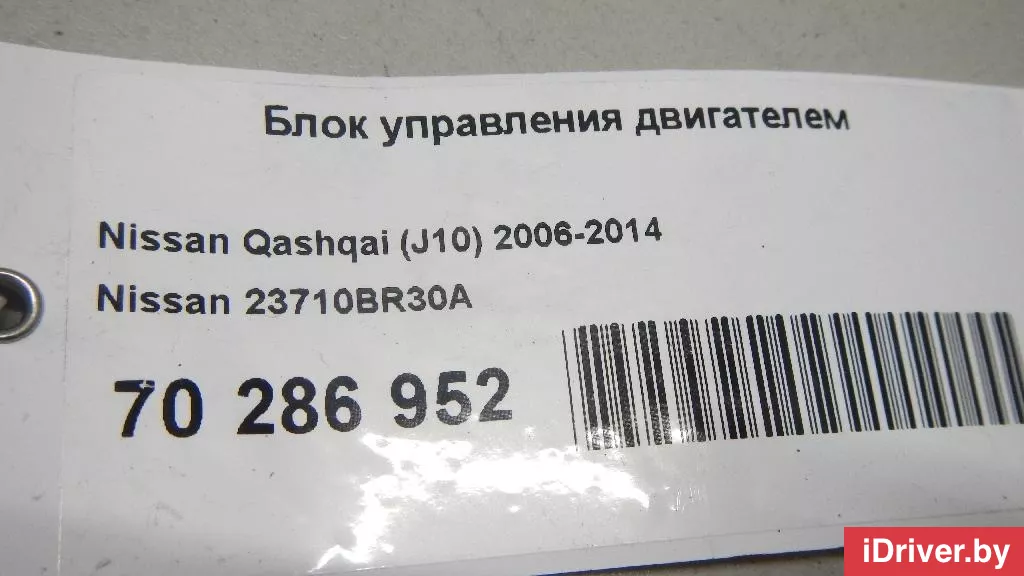 Блок управления двигателем
Nissan Qashqai (J10) 2006-2014
Nissan 23710BR30A
70 286 952
iDriver.by